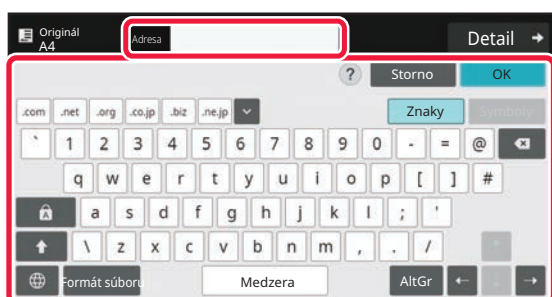 Originál
A4
Adresa
Detail
? Storno OK
.com .net .org .co.jp .biz .ne.jp Znaky Symboly
` 1 2 3 4 5 6 7 8 9 0 - = @
q w e r t y u i o p [ ] #
A a s d f g h j k l ; '
\ z x c v b n m , . /
Formát súboru Medzera AltGr